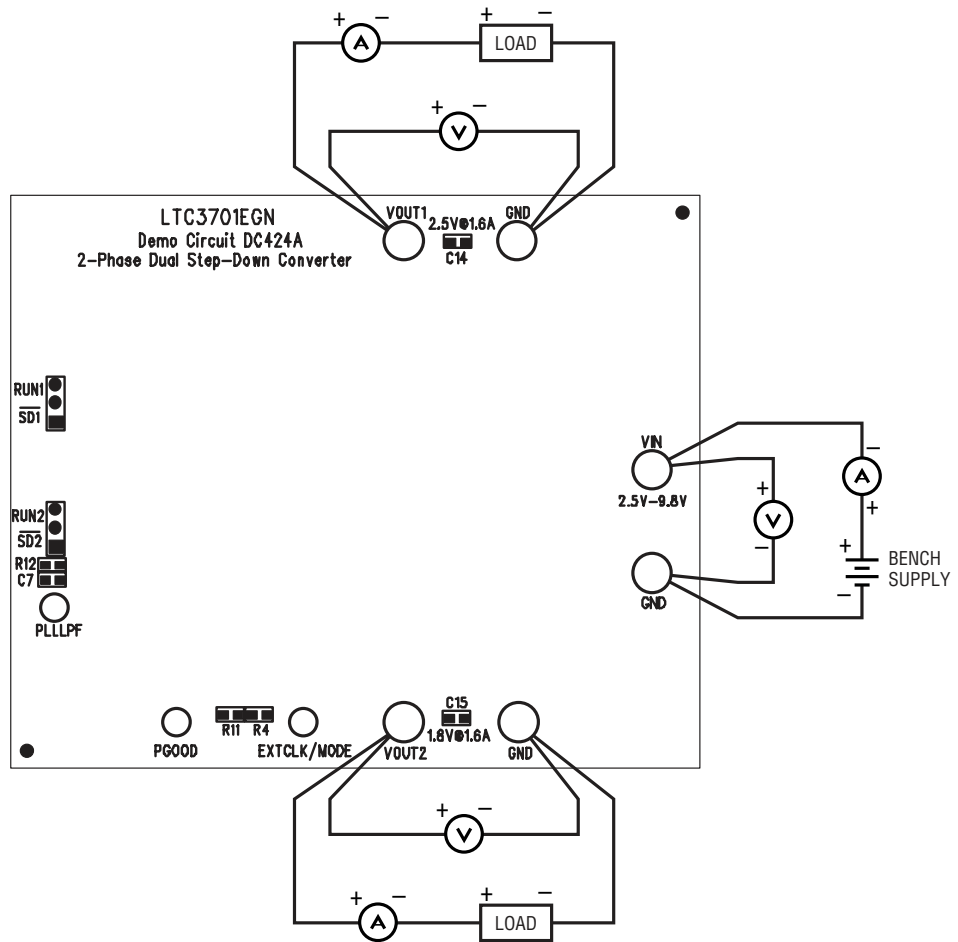 + − + −
A LOAD
+ −
V
LTC3701EGN
Demo Circuit DC424A
2-Phase Dual Step-Down Converter
VOUT1
2.5V@1.6A
GND
C14
RUN1
SD1
RUN2
SD2
R12
C7
PLLLPF
VIN
2.5V-9.8V
GND
−
A
+
+
V
−
+
BENCH
SUPPLY
−
PGOOD
R11 R4
EXTCLK/MODE
C15
1.8V@1.6A
VOUT2
GND
+ −
V
+ − + −
A LOAD